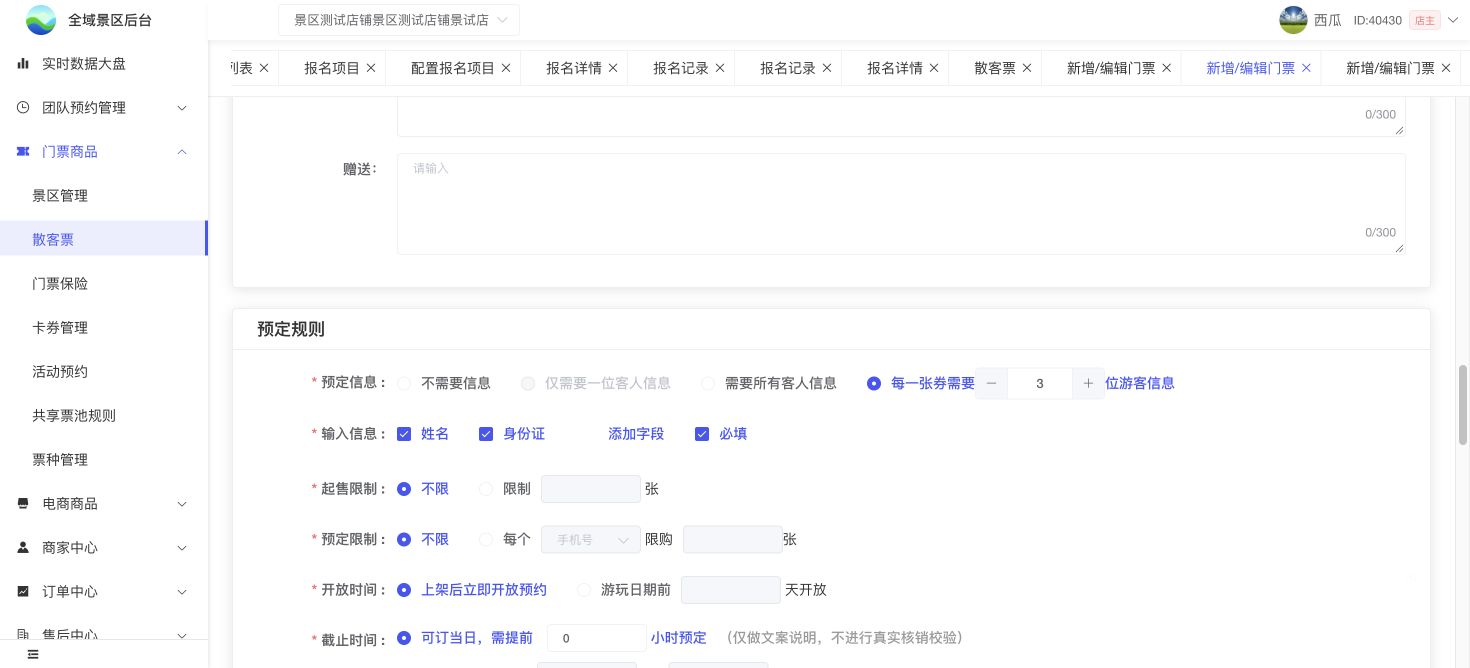 全域景区后台
景区测试店铺景区测试店铺景试店
西瓜 ID:40430 店主
列表 报名项目 配置报名项目 报名详情 报名记录 报名记录 报名详情 散客票 新增/编辑门票 新增/编辑门票 新增/编辑门票
实时数据大盘
团队预约管理
门票商品
景区管理
散客票
门票保险
卡券管理
活动预约
共享票池规则
票种管理
电商商品
商家中心
订单中心
售后中心
0/300
赠送： 请输入
0/300
预定规则
* 预定信息： 不需要信息 仅需要一位客人信息 需要所有客人信息 每一张券需要 − 3 + 位游客信息
* 输入信息： 姓名 身份证 添加字段 必填
* 起售限制： 不限 限制 张
* 预定限制： 不限 每个 手机号 限购 张
* 开放时间： 上架后立即开放预约 游玩日期前 天开放
* 截止时间： 可订当日，需提前 0 小时预定 （仅做文案说明，不进行真实核销校验）